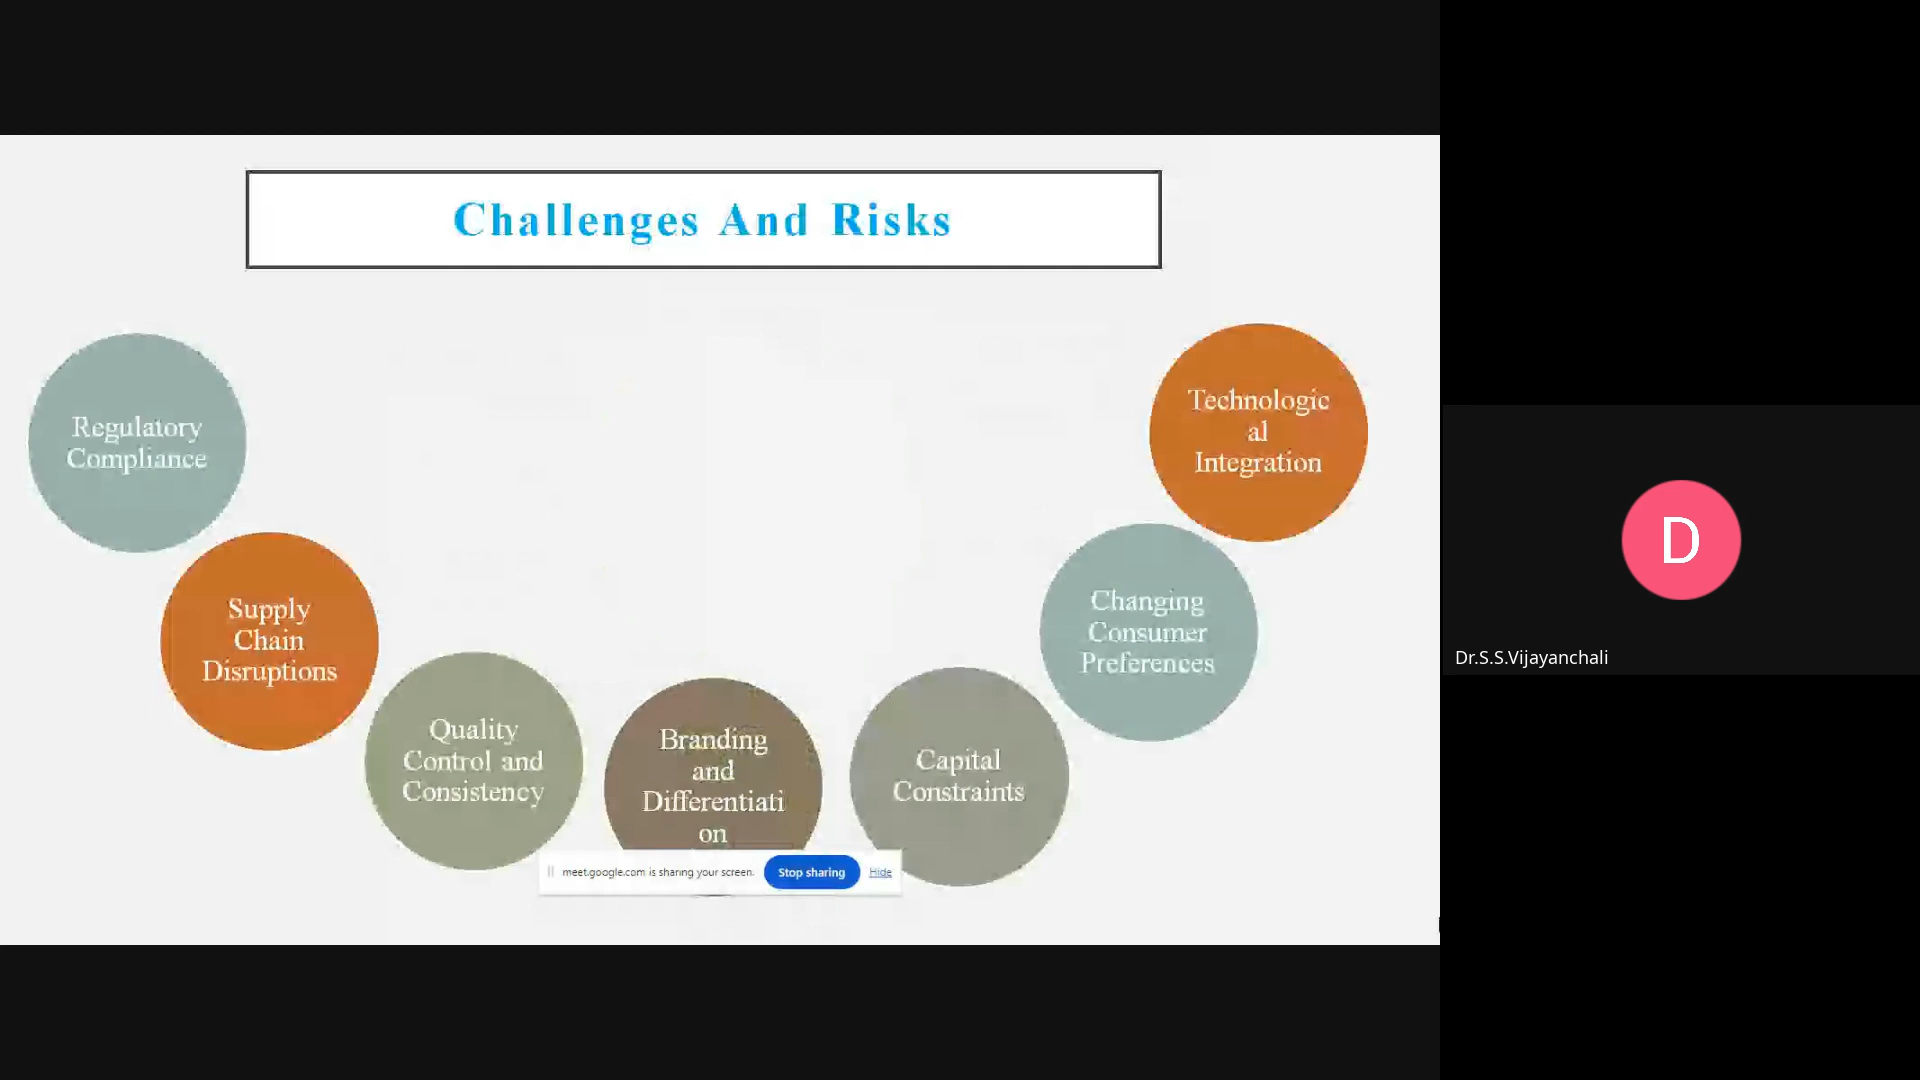 Challenges And Risks
Regulatory
Compliance
Supply
Chain
Disruptions
Quality
Control and
Consistency
Branding
and
Differentiati
on
Capital
Constraints
Changing
Consumer
Preferences
Technologic
al
Integration
meet.google.com is sharing your screen.
Stop sharing
Hide
D
Dr.S.S.Vijayanchali